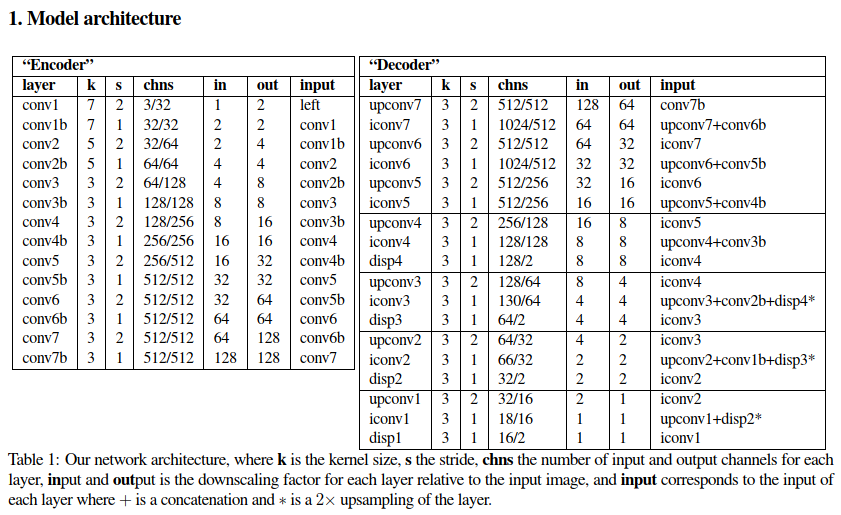 1. Model architecture
“Encoder”
layer k s chns in out input
conv1 7 2 3/32 1 2 left
conv1b 7 1 32/32 2 2 conv1
conv2 5 2 32/64 2 4 conv1b
conv2b 5 1 64/64 4 4 conv2
conv3 3 2 64/128 4 8 conv2b
conv3b 3 1 128/128 8 8 conv3
conv4 3 2 128/256 8 16 conv3b
conv4b 3 1 256/256 16 16 conv4
conv5 3 2 256/512 16 32 conv4b
conv5b 3 1 512/512 32 32 conv5
conv6 3 2 512/512 32 64 conv5b
conv6b 3 1 512/512 64 64 conv6
conv7 3 2 512/512 64 128 conv6b
conv7b 3 1 512/512 128 128 conv7
“Decoder”
layer k s chns in out input
upconv7 3 2 512/512 128 64 conv7b
iconv7 3 1 1024/512 64 64 upconv7+conv6b
upconv6 3 2 512/512 64 32 iconv7
iconv6 3 1 1024/512 32 32 upconv6+conv5b
upconv5 3 2 512/256 32 16 iconv6
iconv5 3 1 512/256 16 16 upconv5+conv4b
upconv4 3 2 256/128 16 8 iconv5
iconv4 3 1 128/128 8 8 upconv4+conv3b
disp4 3 1 128/2 8 8 iconv4
upconv3 3 2 128/64 8 4 iconv4
iconv3 3 1 130/64 4 4 upconv3+conv2b+disp4*
disp3 3 1 64/2 4 4 iconv3
upconv2 3 2 64/32 4 2 iconv3
iconv2 3 1 66/32 2 2 upconv2+conv1b+disp3*
disp2 3 1 32/2 2 2 iconv2
upconv1 3 2 32/16 2 1 iconv2
iconv1 3 1 18/16 1 1 upconv1+disp2*
disp1 3 1 16/2 1 1 iconv1
Table 1: Our network architecture, where k is the kernel size, s the stride, chns the number of input and output channels for each
layer, input and output is the downscaling factor for each layer relative to the input image, and input corresponds to the input of
each layer where + is a concatenation and ∗ is a 2× upsampling of the layer.